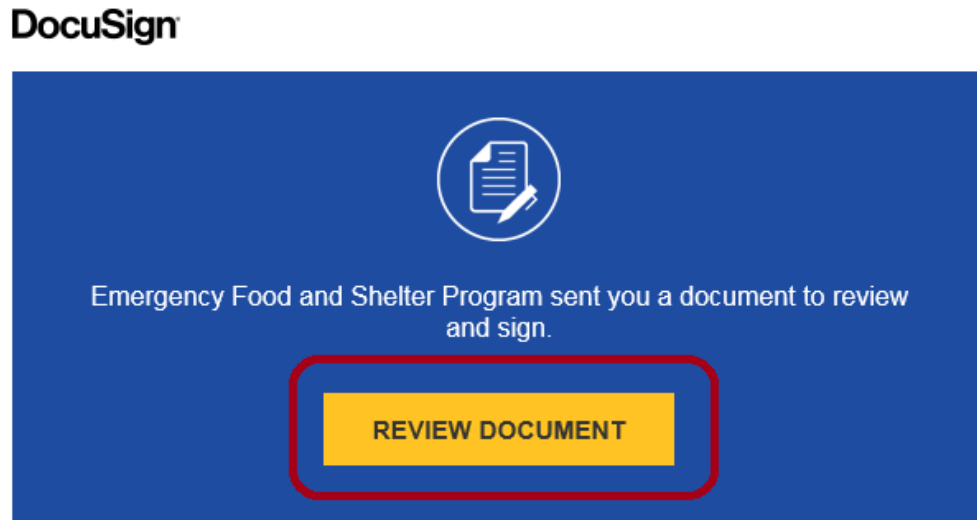 DocuSign
Emergency Food and Shelter Program sent you a document to review
and sign.
REVIEW DOCUMENT